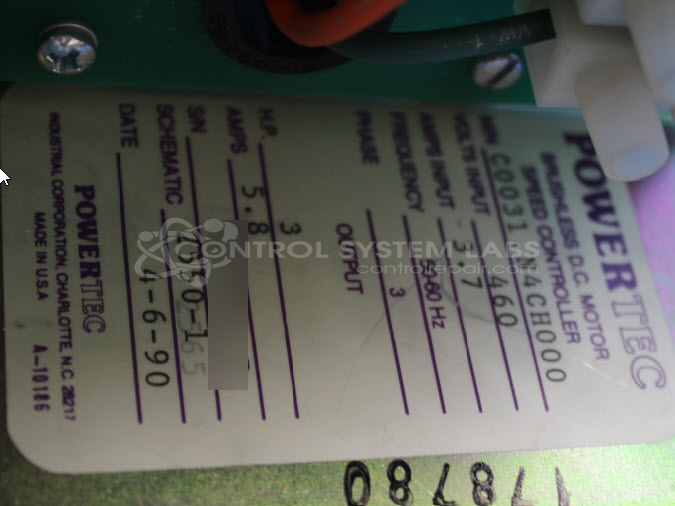 POWERTEC
BRUSHLESS D.C. MOTOR
SPEED CONTROLLER
M/N C0031 N4CH000
VOLTS INPUT 460
AMPS INPUT 3.7
FREQUENCY 50-60 Hz
PHASE 3
OUTPUT
H.P. 3
AMPS 5.8
S/N
SCHEMATIC
DATE 4-6-90
POWERTEC
INDUSTRIAL CORPORATION, CHARLOTTE, N.C. 28217
MADE IN U.S.A A-10186
CONTROL SYSTEM LABS
controlrepair.com